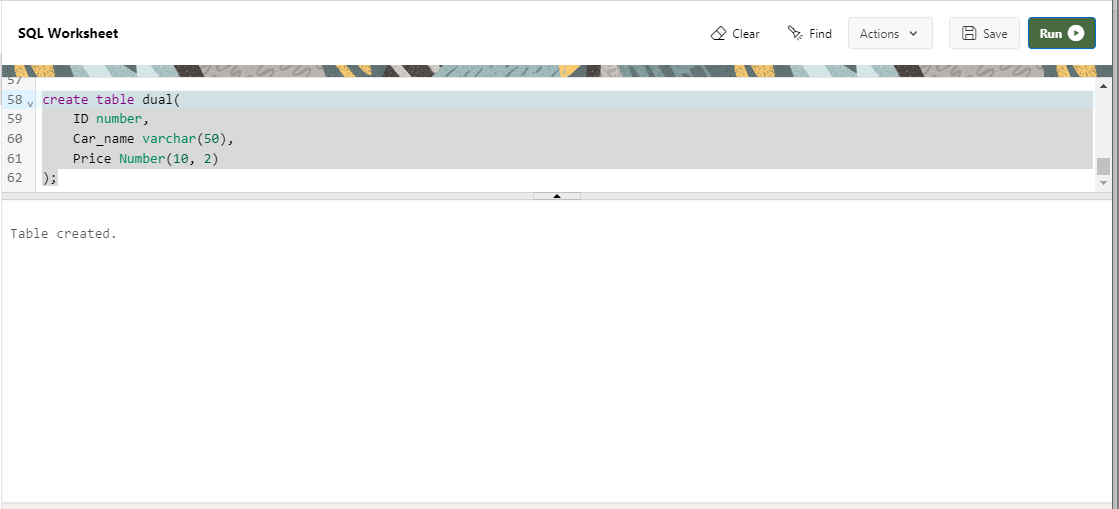 SQL Worksheet
Clear
Find
Actions
Save
Run
57
58 create table dual(
59     ID number,
60     Car_name varchar(50),
61     Price Number(10, 2)
62 );
Table created.